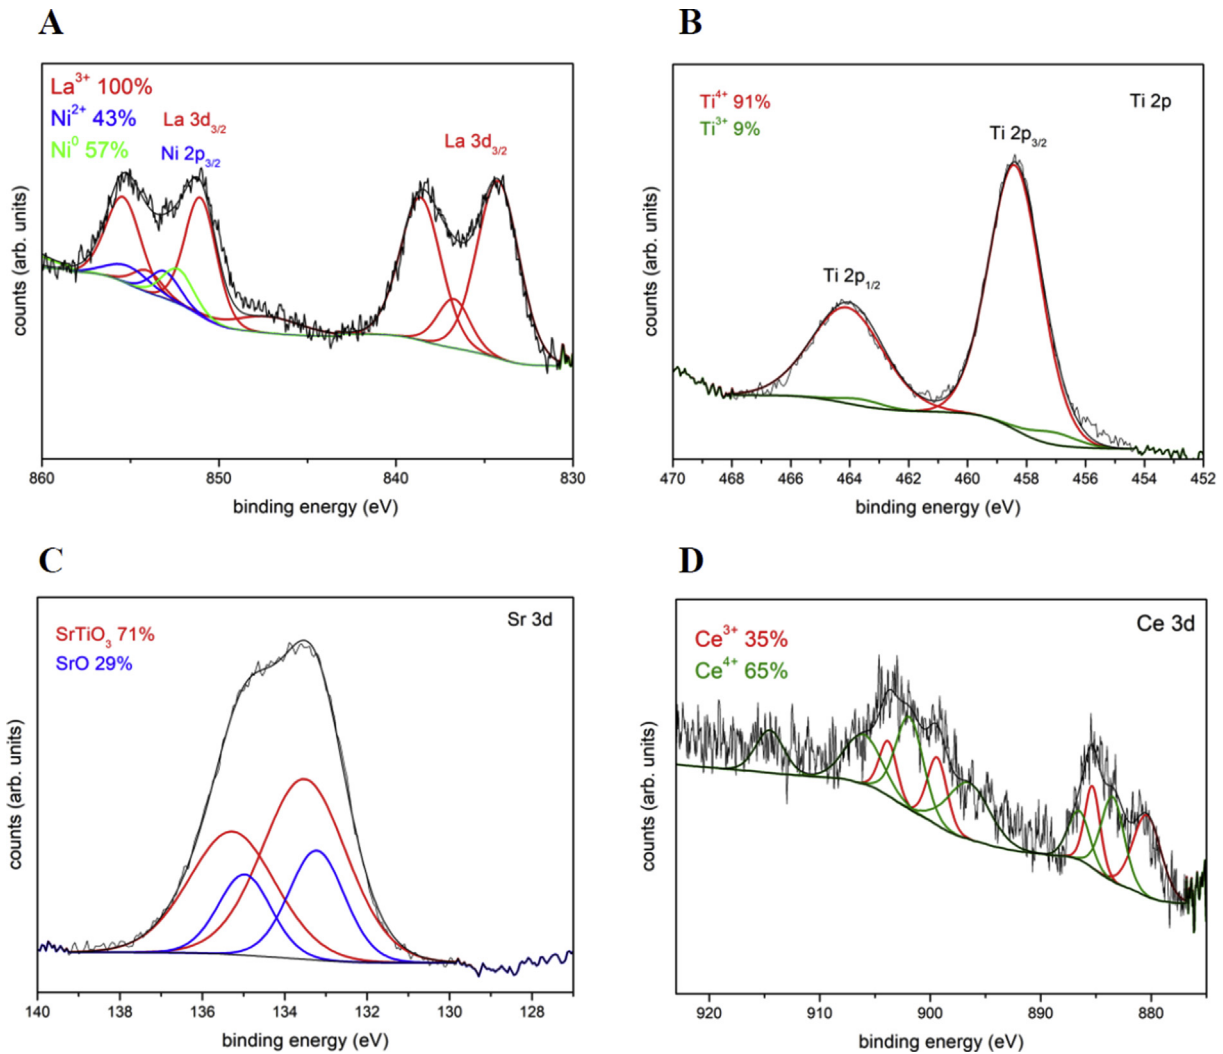 A
La3+ 100%
Ni2+ 43%
Ni0 57%
La 3d3/2
Ni 2p3/2
La 3d3/2
counts (arb. units)
860 850 840 830
binding energy (eV)
B
Ti4+ 91%
Ti3+ 9%
Ti 2p
Ti 2p3/2
Ti 2p1/2
counts (arb. units)
470 468 466 464 462 460 458 456 454 452
binding energy (eV)
C
SrTiO3 71%
SrO 29%
Sr 3d
counts (arb. units)
140 138 136 134 132 130 128
binding energy (eV)
D
Ce3+ 35%
Ce4+ 65%
Ce 3d
counts (arb. units)
920 910 900 890 880
binding energy (eV)